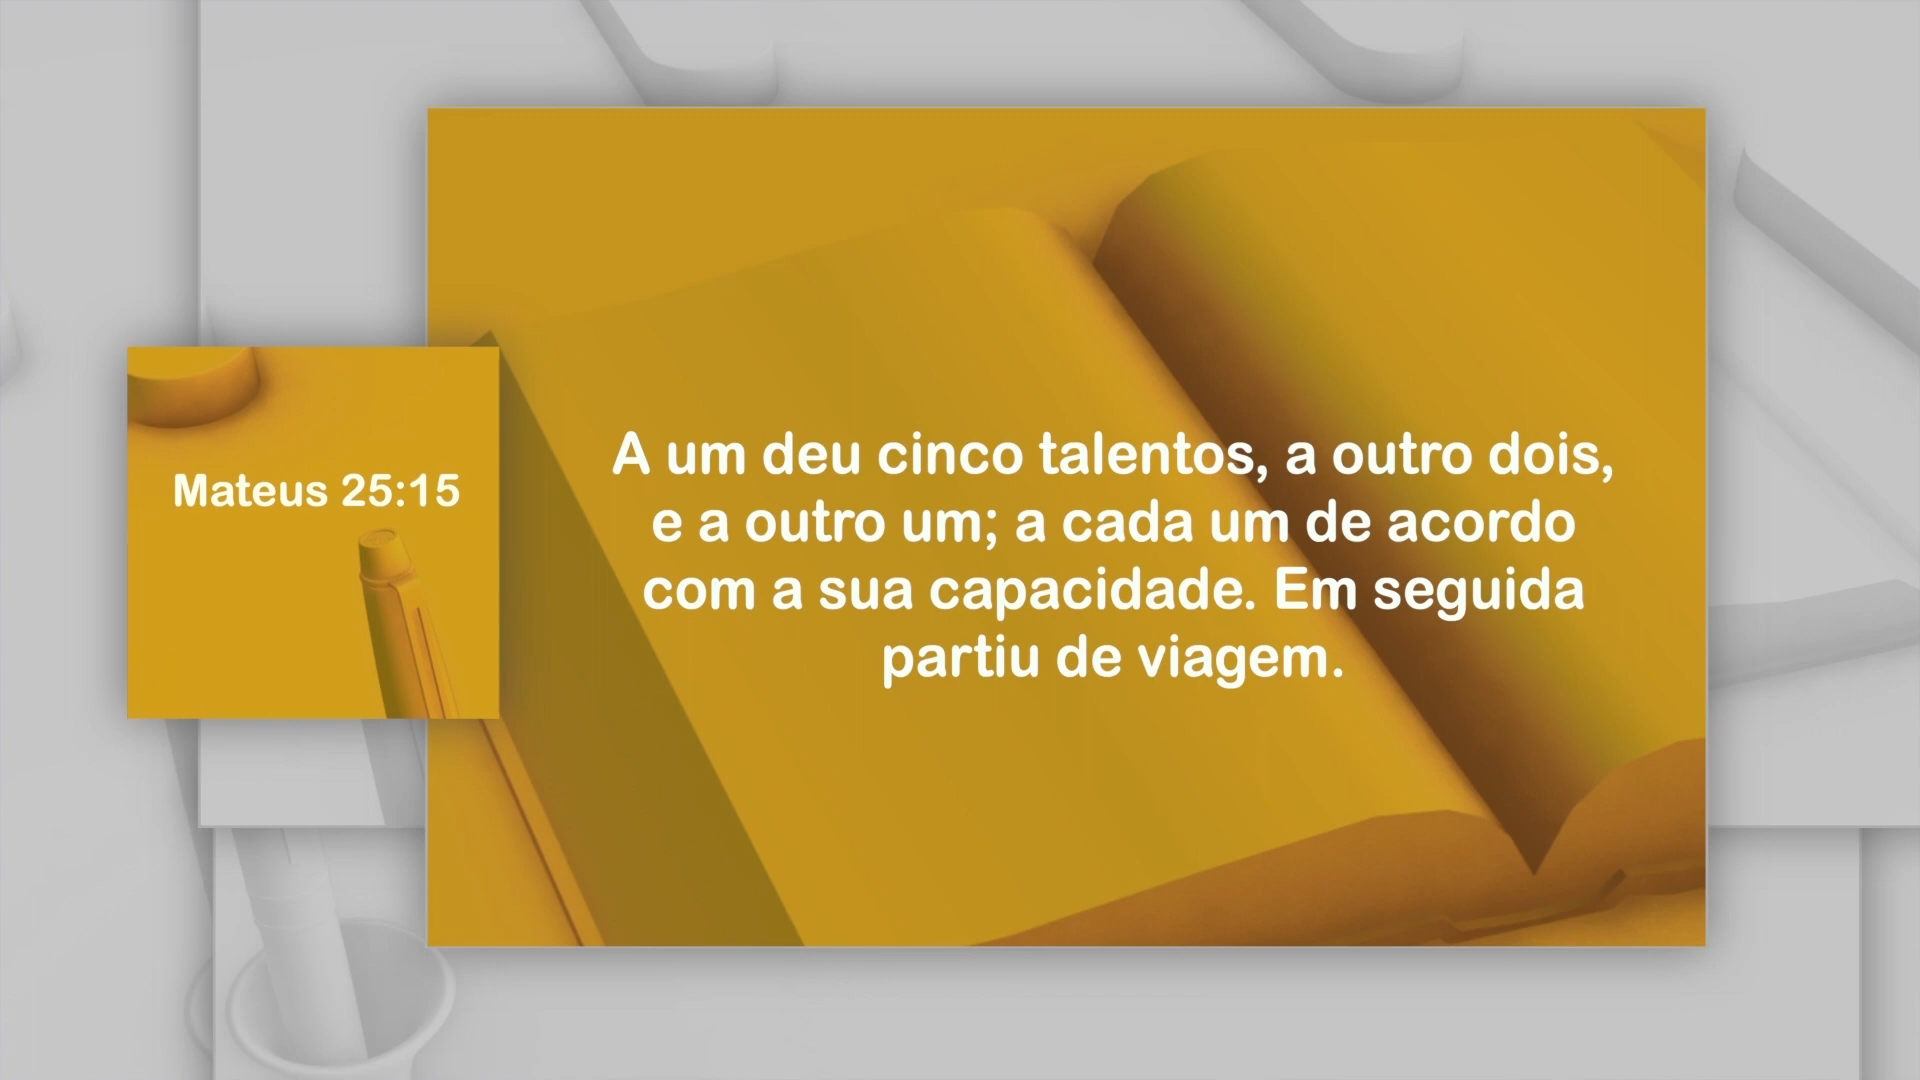 Mateus 25:15
A um deu cinco talentos, a outro dois,
e a outro um; a cada um de acordo
com a sua capacidade. Em seguida
partiu de viagem.